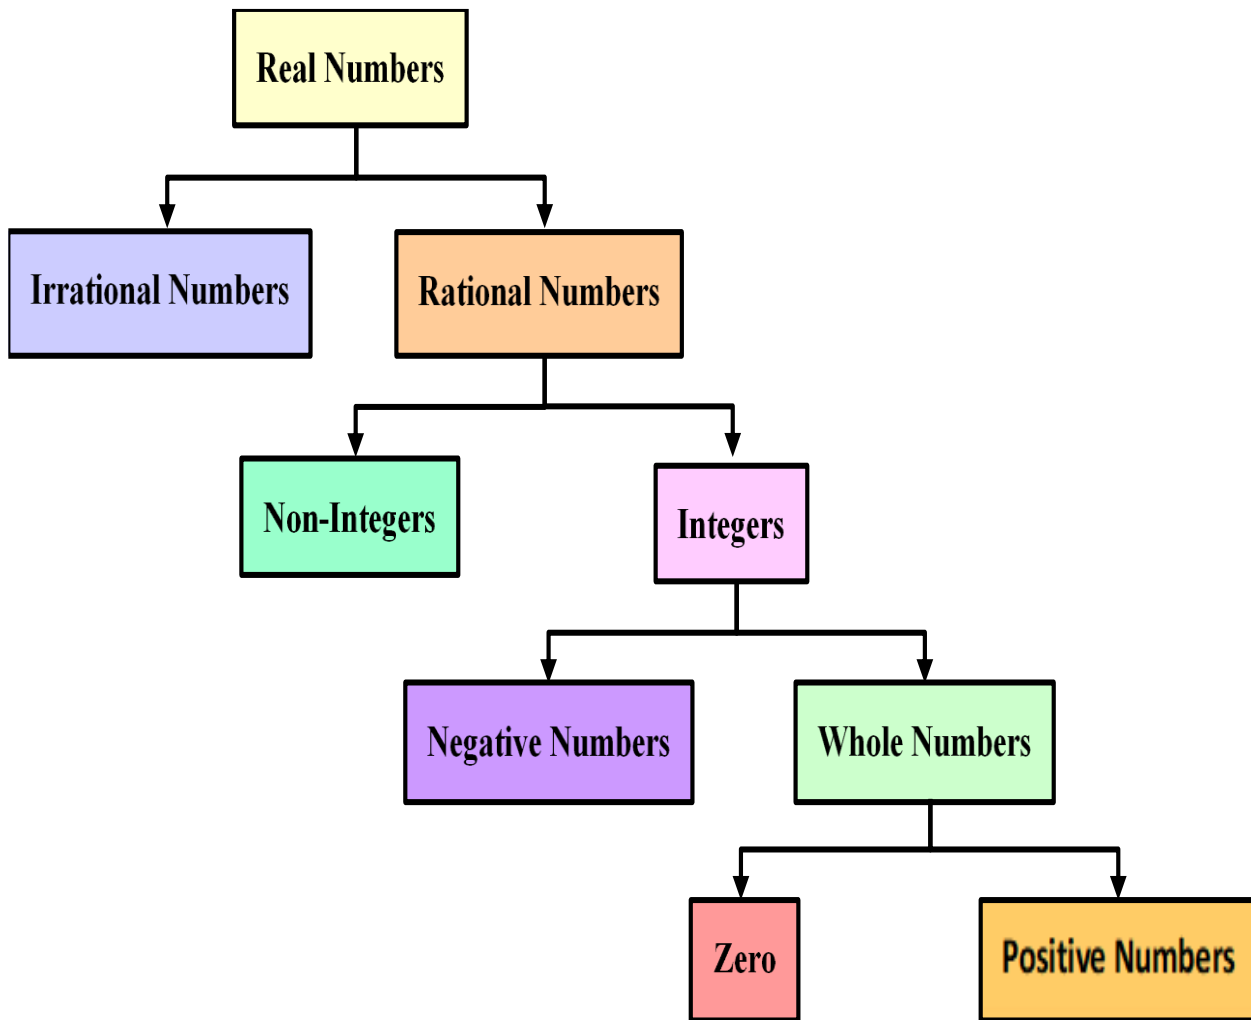 Real Numbers
Irrational Numbers
Rational Numbers
Non-Integers
Integers
Negative Numbers
Whole Numbers
Zero
Positive Numbers